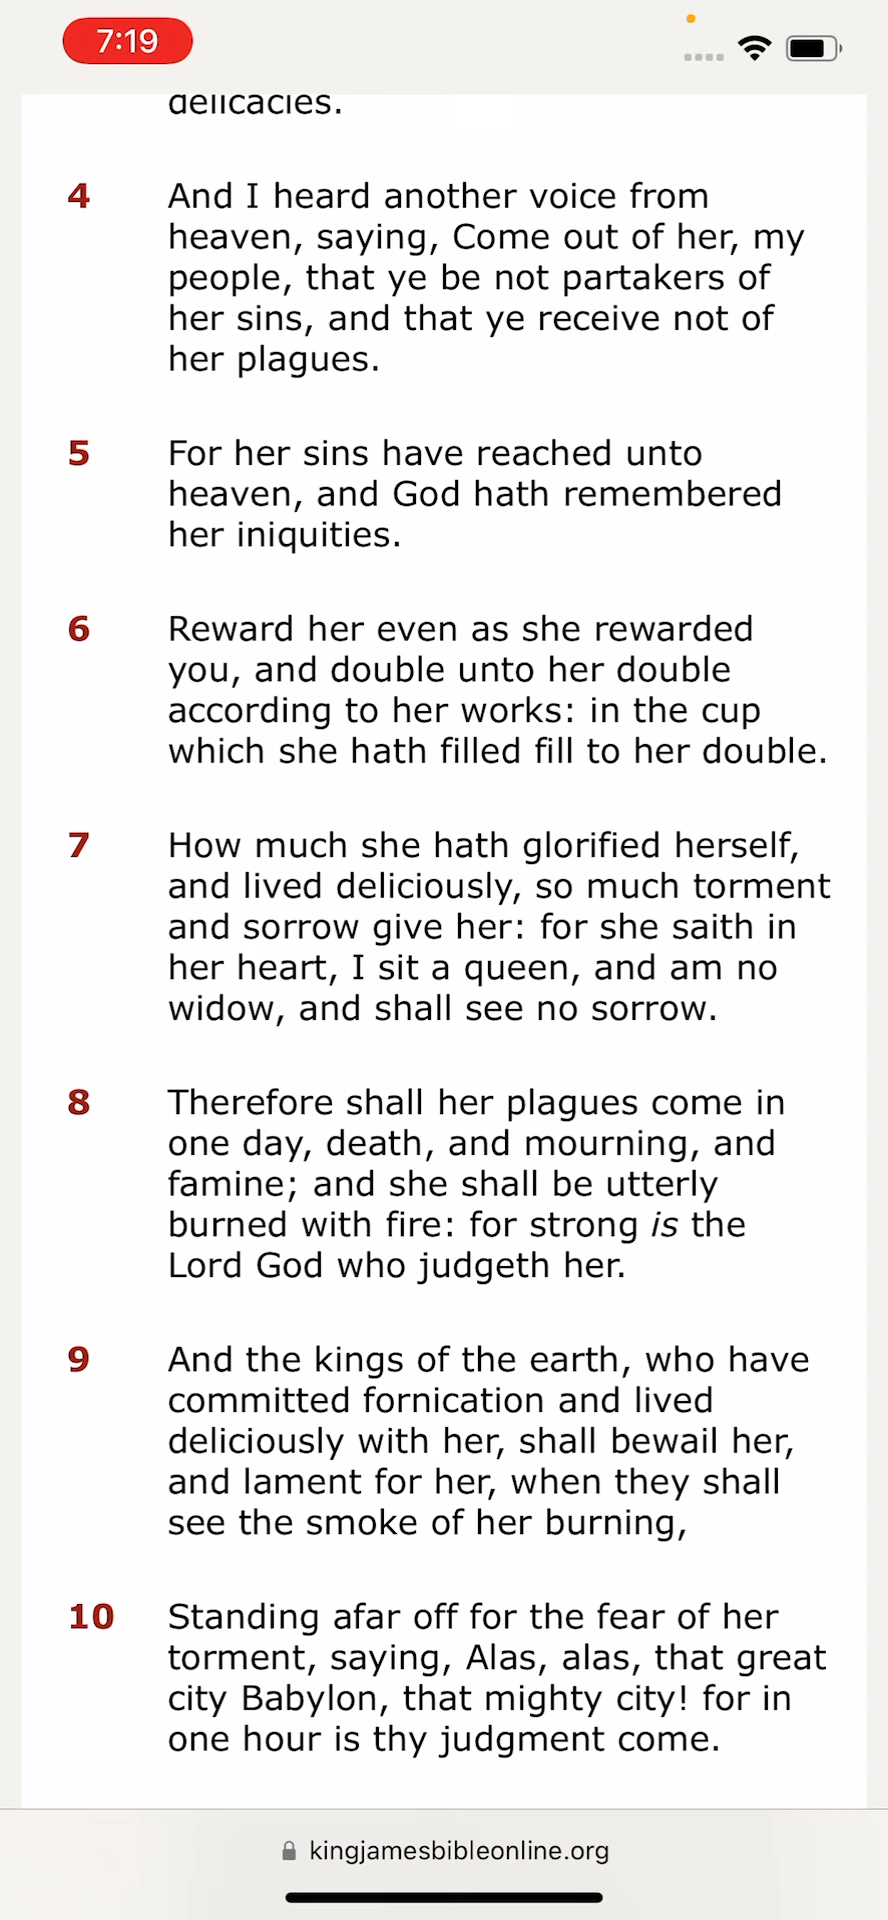 7:19
delicacies.
4 And I heard another voice from
heaven, saying, Come out of her, my
people, that ye be not partakers of
her sins, and that ye receive not of
her plagues.
5 For her sins have reached unto
heaven, and God hath remembered
her iniquities.
6 Reward her even as she rewarded
you, and double unto her double
according to her works: in the cup
which she hath filled fill to her double.
7 How much she hath glorified herself,
and lived deliciously, so much torment
and sorrow give her: for she saith in
her heart, I sit a queen, and am no
widow, and shall see no sorrow.
8 Therefore shall her plagues come in
one day, death, and mourning, and
famine; and she shall be utterly
burned with fire: for strong is the
Lord God who judgeth her.
9 And the kings of the earth, who have
committed fornication and lived
deliciously with her, shall bewail her,
and lament for her, when they shall
see the smoke of her burning,
10 Standing afar off for the fear of her
torment, saying, Alas, alas, that great
city Babylon, that mighty city! for in
one hour is thy judgment come.
kingjamesbibleonline.org